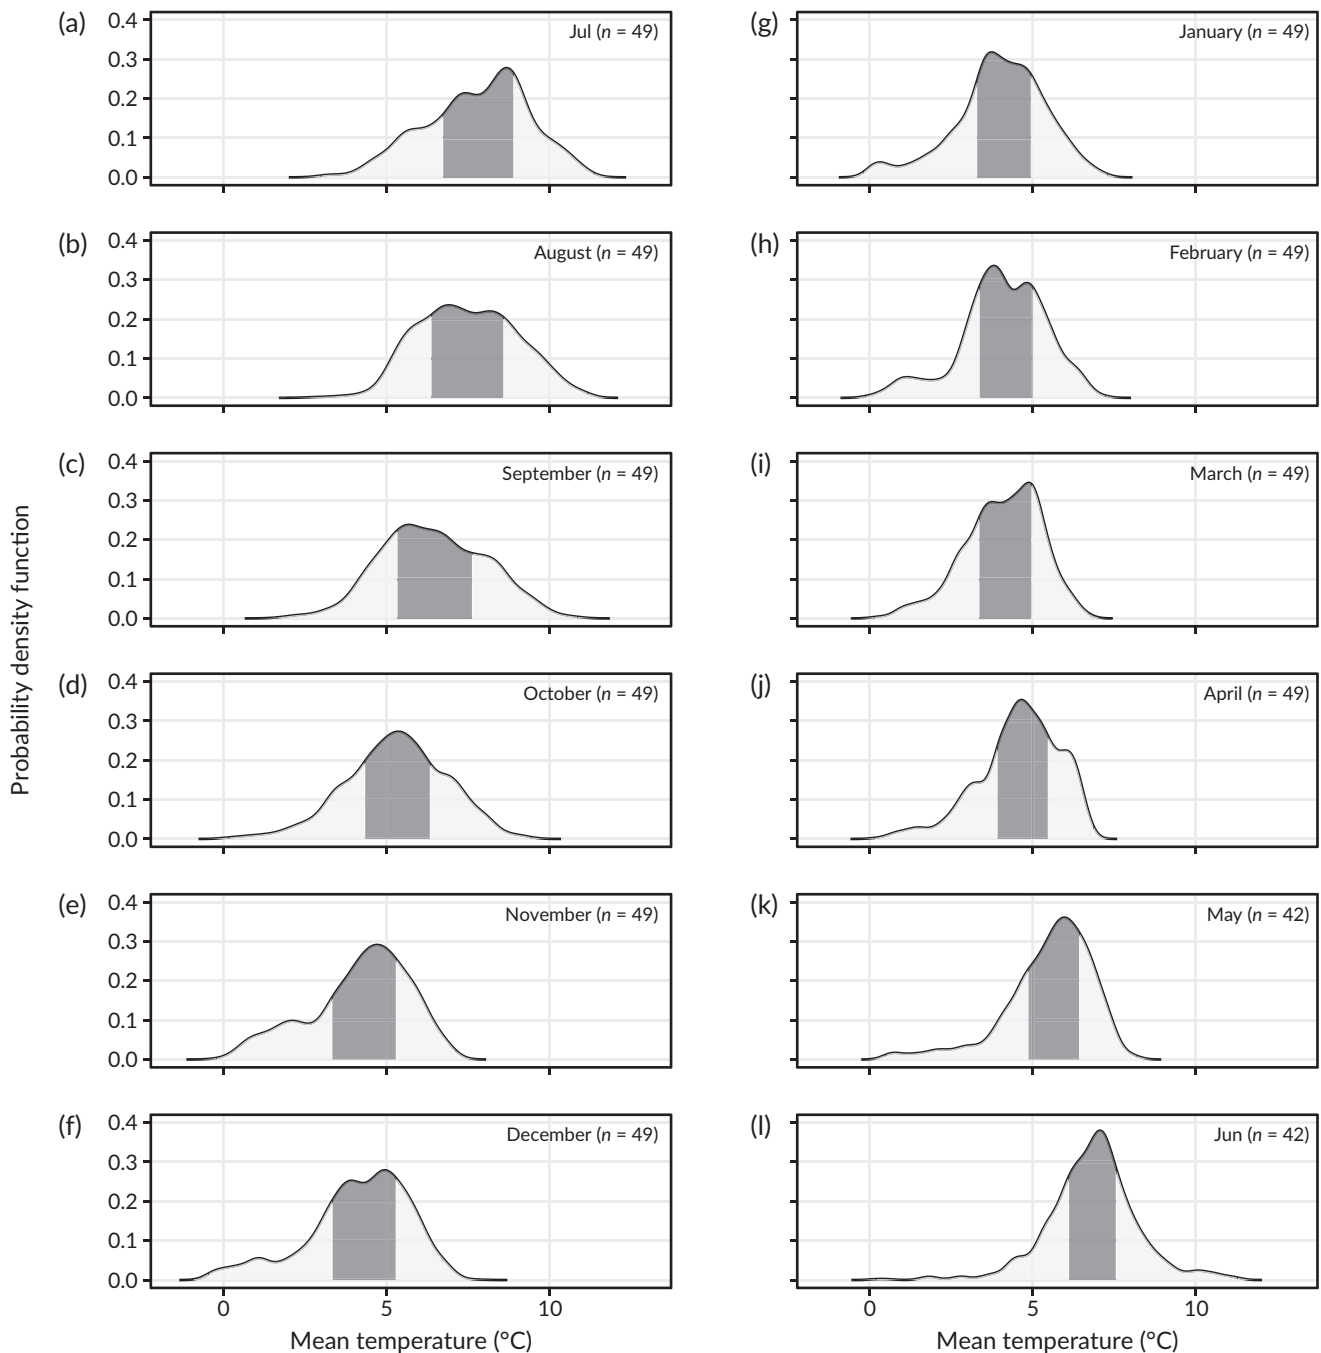 Probability density function
(a)
Jul (n = 49)
0.4
0.3
0.2
0.1
0.0
(b)
August (n = 49)
0.4
0.3
0.2
0.1
0.0
(c)
September (n = 49)
0.4
0.3
0.2
0.1
0.0
(d)
October (n = 49)
0.4
0.3
0.2
0.1
0.0
(e)
November (n = 49)
0.4
0.3
0.2
0.1
0.0
(f)
December (n = 49)
0.4
0.3
0.2
0.1
0.0
0 5 10
Mean temperature (°C)
(g)
January (n = 49)
(h)
February (n = 49)
(i)
March (n = 49)
(j)
April (n = 49)
(k)
May (n = 42)
(l)
Jun (n = 42)
0 5 10
Mean temperature (°C)